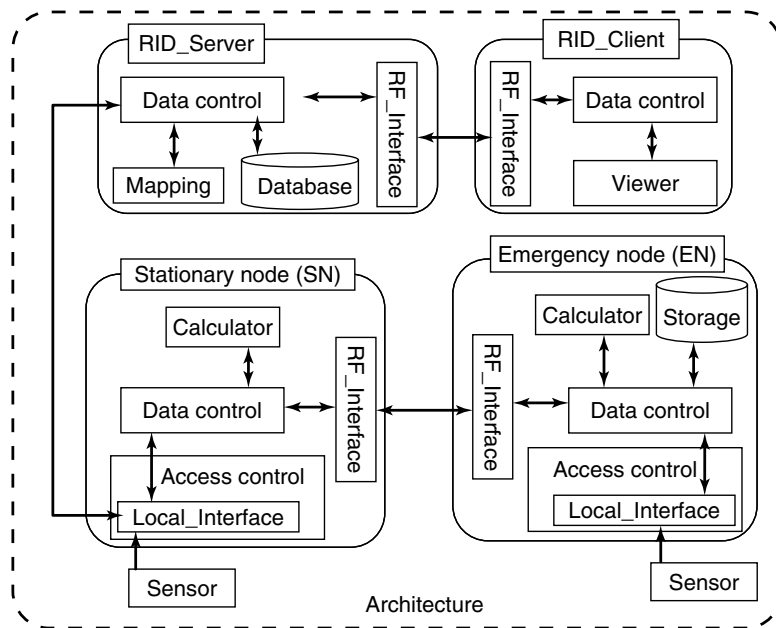 RID_Server
Data control
Mapping
Database
RF_Interface
RID_Client
RF_Interface
Data control
Viewer
Stationary node (SN)
Calculator
Data control
RF_Interface
Access control
Local_Interface
Sensor
Emergency node (EN)
Calculator
Storage
RF_Interface
Data control
Access control
Local_Interface
Sensor
Architecture